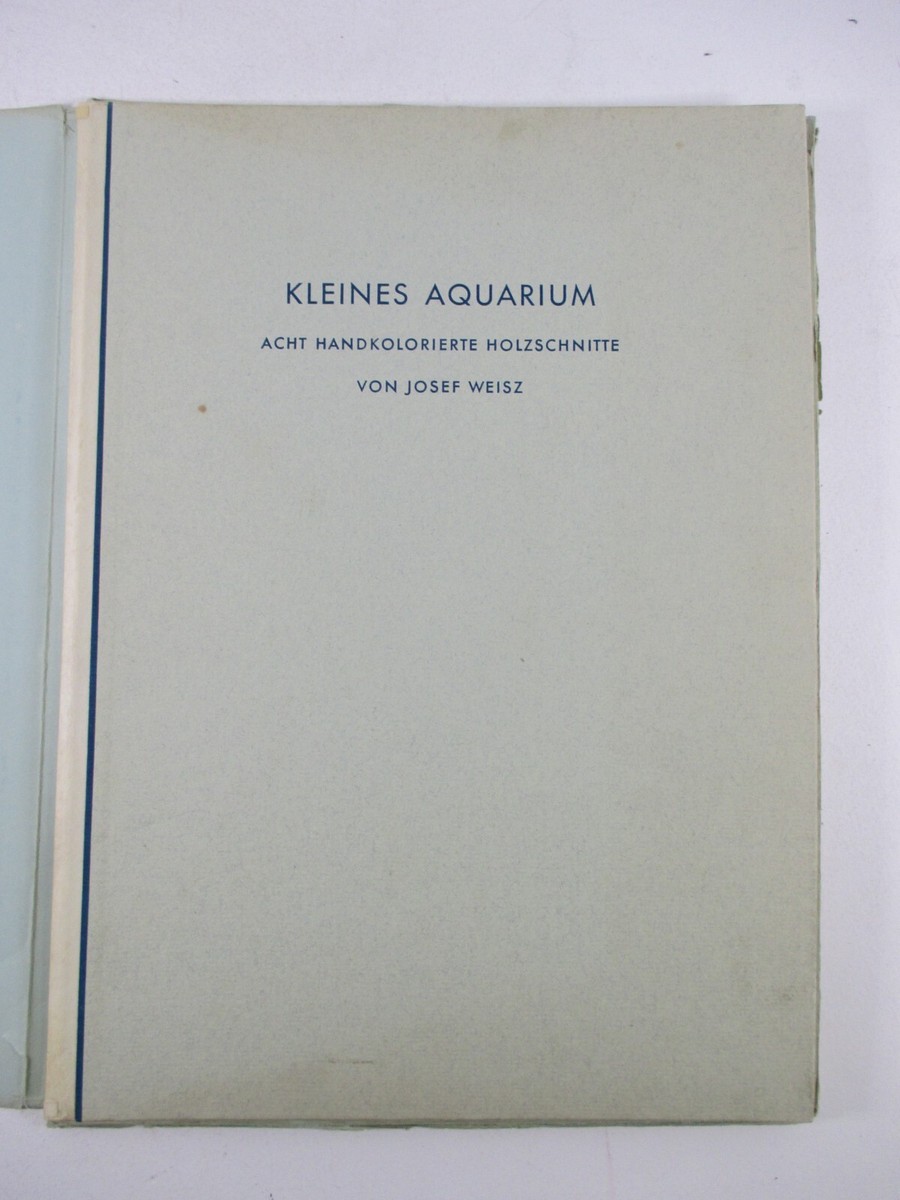 KLEINES AQUARIUM
ACHT HANDKOLORIERTE HOLZSCHNITTE
VON JOSEF WEISZ